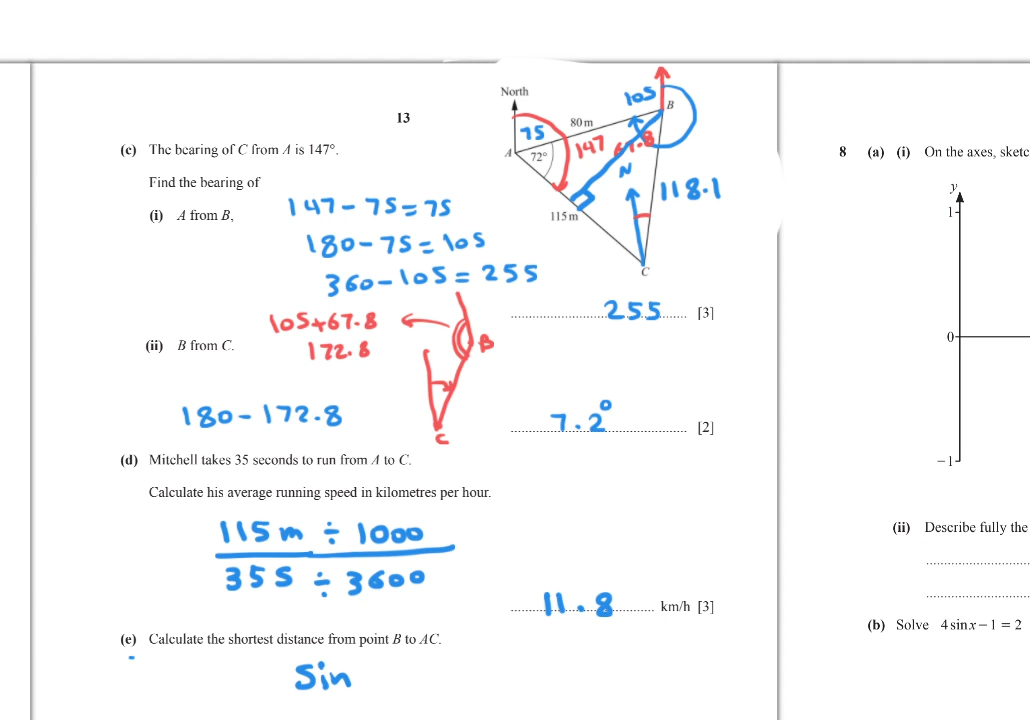 13
North
105
B
80 m
75
A
72°
147
67.8
N
118.1
115 m
C
(c) The bearing of C from A is 147°.
Find the bearing of
(i) A from B,
147 - 75 = 75
180 - 75 = 105
360 - 105 = 255
255 [3]
105 + 67.8
172.8
B
(ii) B from C.
C
180 - 172.8
7.2° [2]
(d) Mitchell takes 35 seconds to run from A to C.
Calculate his average running speed in kilometres per hour.
115 m ÷ 1000
35 s ÷ 3600
11.8 km/h [3]
(e) Calculate the shortest distance from point B to AC.
Sin
8 (a) (i) On the axes, sketc
y
1
0
−1
(ii) Describe fully the
(b) Solve 4 sin x − 1 = 2